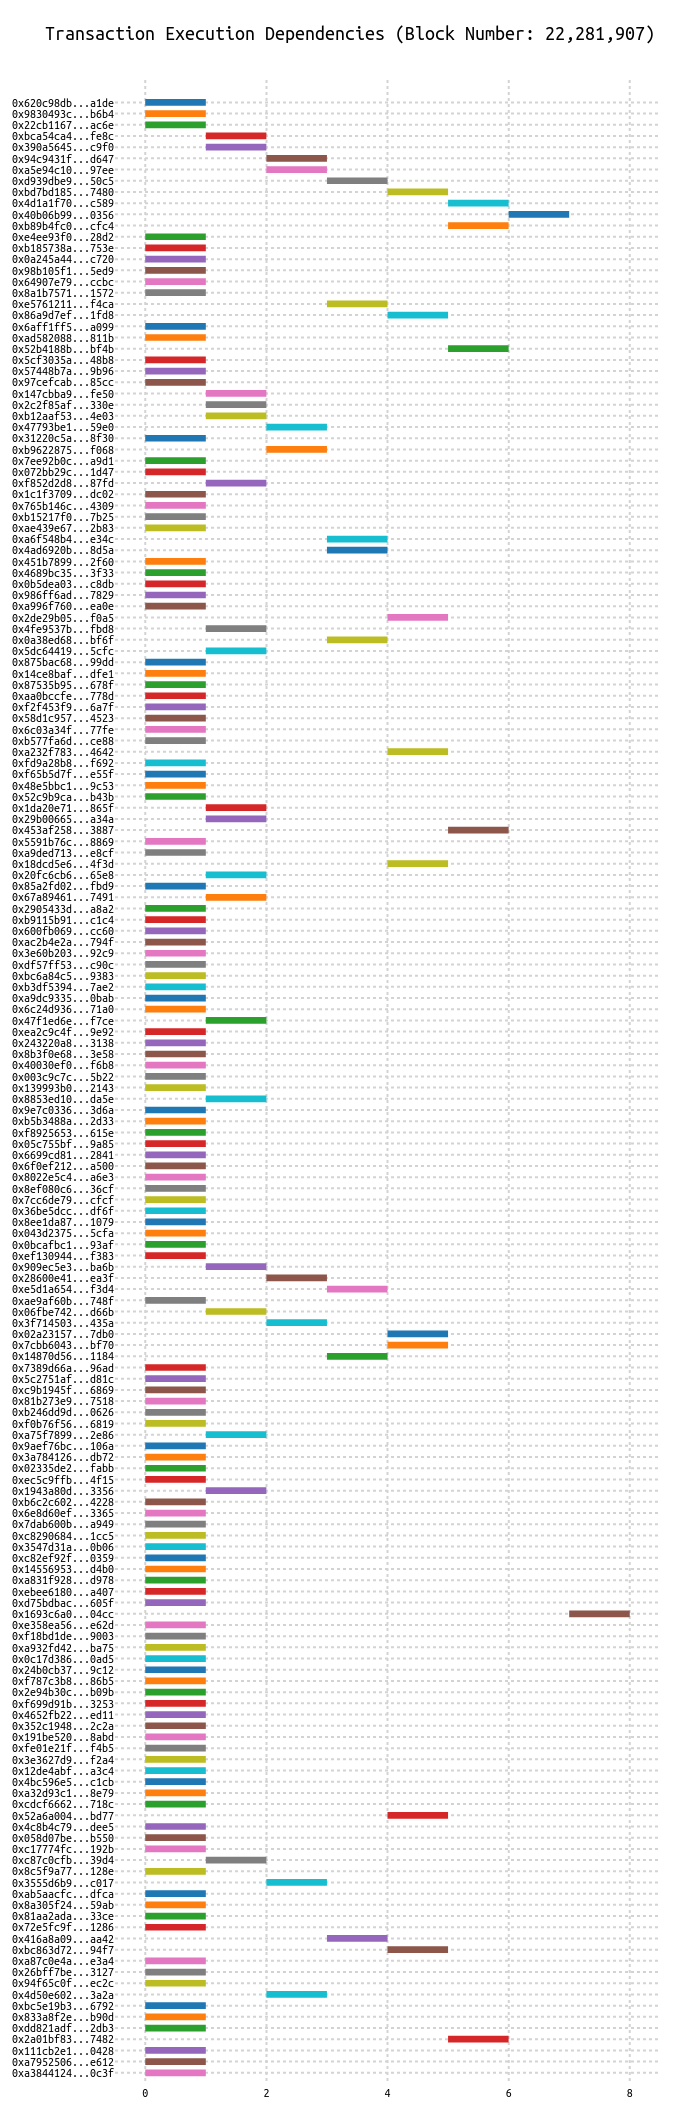 Transaction Execution Dependencies (Block Number: 22,281,907)
0x620c98db...a1de
0x9830493c...b6b4
0x22cb1167...ac6e
0xbca54ca4...fe8c
0x390a5645...c9f0
0x94c9431f...d647
0xa5e94c10...97ee
0xd939dbe9...50c5
0xbd7bd185...7480
0x4d1a1f70...c589
0x40b06b99...0356
0xb89b4fc0...cfc4
0xe4ee93f0...28d2
0xb185738a...753e
0x0a245a44...c720
0x98b105f1...5ed9
0x64907e79...ccbc
0x8a1b7571...1572
0xe5761211...f4ca
0x86a9d7ef...1fd8
0x6aff1ff5...a099
0xad582088...811b
0x52b4188b...bf4b
0x5cf3035a...48b8
0x57448b7a...9b96
0x97cefcab...85cc
0x147cbba9...fe50
0x2c2f85af...330e
0xb12aaf53...4e03
0x47793be1...59e0
0x31220c5a...8f30
0xb9622875...f068
0x7ee92b0c...a9d1
0x072bb29c...1d47
0xf852d2d8...87fd
0x1c1f3709...dc02
0x765b146c...4309
0xb15217f0...7b25
0xae439e67...2b83
0xa6f548b4...e34c
0x4ad6920b...8d5a
0x451b7899...2f60
0x4689bc35...3f33
0x0b5dea03...c8db
0x986ff6ad...7829
0xa996f760...ea0e
0x2de29b05...f0a5
0x4fe9537b...fbd8
0x0a38ed68...bf6f
0x5dc64419...5cfc
0x875bac68...99dd
0x14ce8baf...dfe1
0x87535b95...678f
0xaa0bccfe...778d
0xf2f453f9...6a7f
0x58d1c957...4523
0x6c03a34f...77fe
0xb577fa6d...ce88
0xa232f783...4642
0xfd9a28b8...f692
0xf65b5d7f...e55f
0x48e5bbc1...9c53
0x52c9b9ca...b43b
0x1da20e71...865f
0x29b00665...a34a
0x453af258...3887
0x5591b76c...8869
0xa9ded713...e8cf
0x18dcd5e6...4f3d
0x20fc6cb6...65e8
0x85a2fd02...fbd9
0x67a89461...7491
0x2905433d...a8a2
0xb9115b91...c1c4
0x600fb069...cc60
0xac2b4e2a...794f
0x3e60b203...92c9
0xdf57ff53...c90c
0xbc6a84c5...9383
0xb3df5394...7ae2
0xa9dc9335...0bab
0x6c24d936...71a0
0x47f1ed6e...f7ce
0xea2c9c4f...9e92
0x243220a8...3138
0x8b3f0e68...3e58
0x40030ef0...f6b8
0x003c9c7c...5b22
0x139993b0...2143
0x8853ed10...da5e
0x9e7c0336...3d6a
0xb5b3488a...2d33
0xf8925653...615e
0x05c755bf...9a85
0x6699cd81...2841
0x6f0ef212...a500
0x8022e5c4...a6e3
0x8ef080c6...36cf
0x7cc6de79...cfcf
0x36be5dcc...df6f
0x8ee1da87...1079
0x043d2375...5cfa
0x0bcafbc1...93af
0xef130944...f383
0x909ec5e3...ba6b
0x28600e41...ea3f
0xe5d1a654...f3d4
0xae9af60b...748f
0x06fbe742...d66b
0x3f714503...435a
0x02a23157...7db0
0x7cbb6043...bf70
0x14870d56...1184
0x7389d66a...96ad
0x5c2751af...d81c
0xc9b1945f...6869
0x81b273e9...7518
0xb246dd9d...0626
0xf0b76f56...6819
0xa75f7899...2e86
0x9aef76bc...106a
0x3a784126...db72
0x02335de2...fabb
0xec5c9ffb...4f15
0x1943a80d...3356
0xb6c2c602...4228
0x6e8d60ef...3365
0x7dab600b...a949
0xc8290684...1cc5
0x3547d31a...0b06
0xc82ef92f...0359
0x14556953...d4b0
0xa831f928...d978
0xebee6180...a407
0xd75bdbac...605f
0x1693c6a0...04cc
0xe358ea56...e62d
0xf18bd1de...9003
0xa932fd42...ba75
0x0c17d386...0ad5
0x24b0cb37...9c12
0xf787c3b8...86b5
0x2e94b30c...b09b
0xf699d91b...3253
0x4652fb22...ed11
0x352c1948...2c2a
0x191be520...8abd
0xfe01e21f...f4b5
0x3e3627d9...f2a4
0x12de4abf...a3c4
0x4bc596e5...c1cb
0xa32d93c1...8e79
0xcdcf6662...718c
0x52a6a004...bd77
0x4c8b4c79...dee5
0x058d07be...b550
0xc17774fc...192b
0xc87c0cfb...39d4
0x8c5f9a77...128e
0x3555d6b9...c017
0xab5aacfc...dfca
0x8a305f24...59ab
0x81aa2ada...33ce
0x72e5fc9f...1286
0x416a8a09...aa42
0xbc863d72...94f7
0xa87c0e4a...e3a4
0x26bff7be...3127
0x94f65c0f...ec2c
0x4d50e602...3a2a
0xbc5e19b3...6792
0x833a8f2e...b90d
0xdd821adf...2db3
0x2a01bf83...7482
0x111cb2e1...0428
0xa7952506...e612
0xa3844124...0c3f
0 2 4 6 8